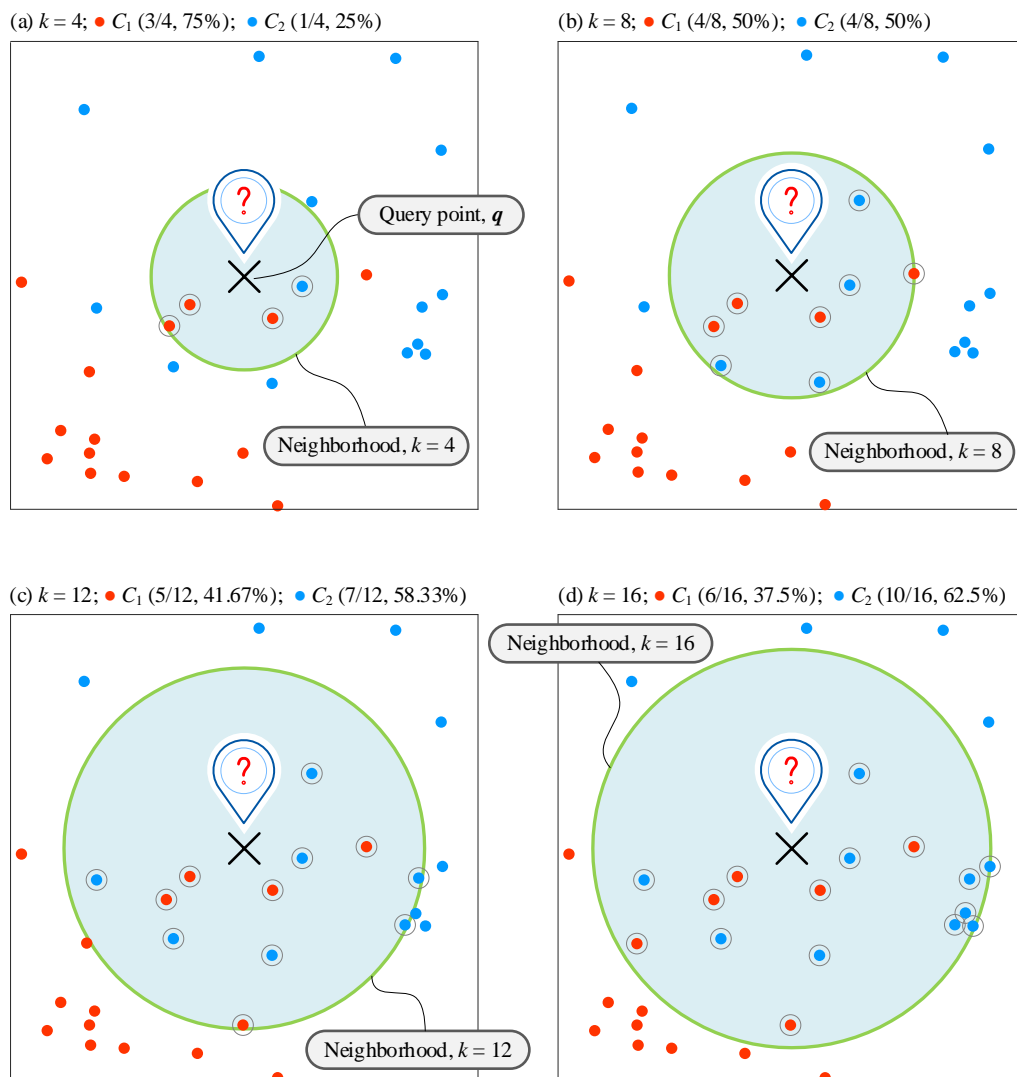 (a) k = 4; C₁ (3/4, 75%); C₂ (1/4, 25%)
(b) k = 8; C₁ (4/8, 50%); C₂ (4/8, 50%)
?
Query point, q
Neighborhood, k = 4
?
Neighborhood, k = 8
(c) k = 12; C₁ (5/12, 41.67%); C₂ (7/12, 58.33%)
(d) k = 16; C₁ (6/16, 37.5%); C₂ (10/16, 62.5%)
?
Neighborhood, k = 12
Neighborhood, k = 16
?